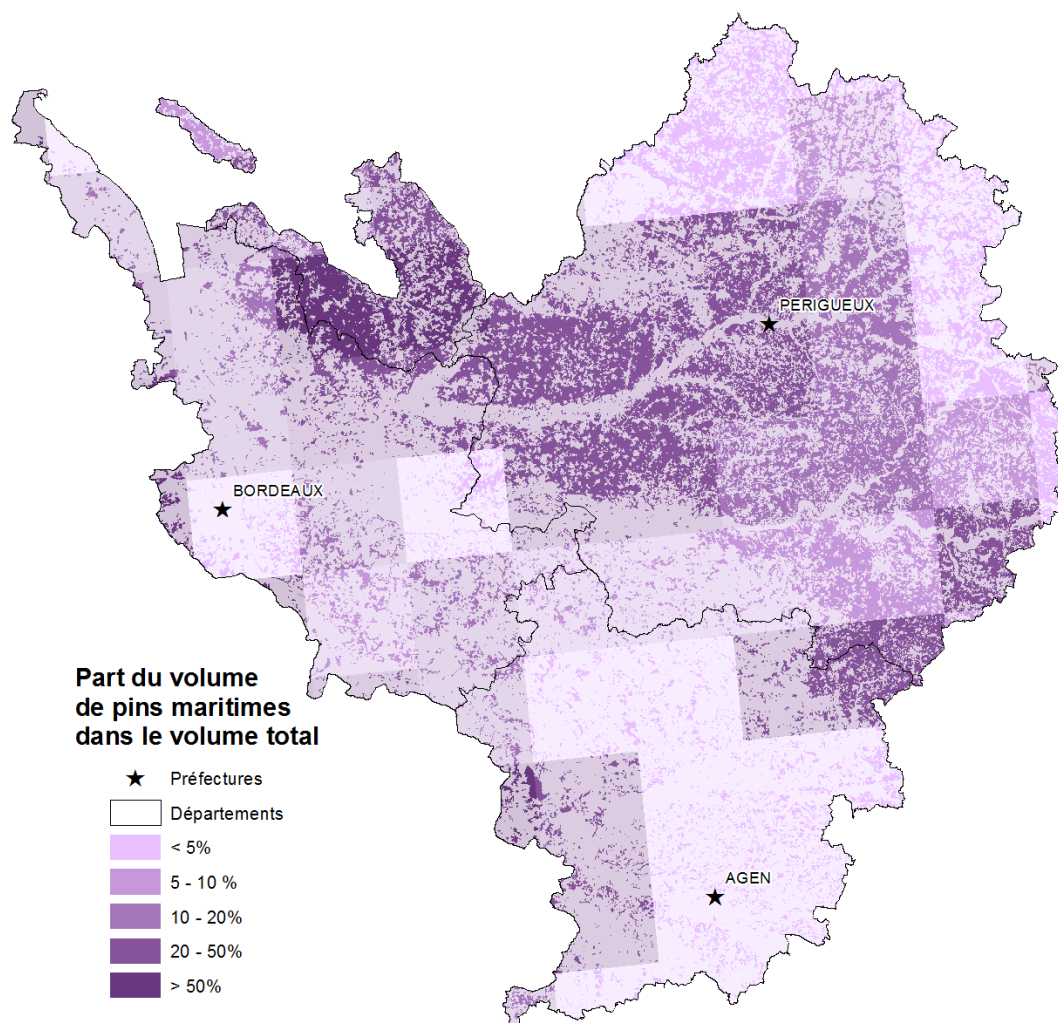 PERIGUEUX
BORDEAUX
AGEN
Part du volume
de pins maritimes
dans le volume total
Préfectures
Départements
< 5%
5 - 10 %
10 - 20%
20 - 50%
> 50%